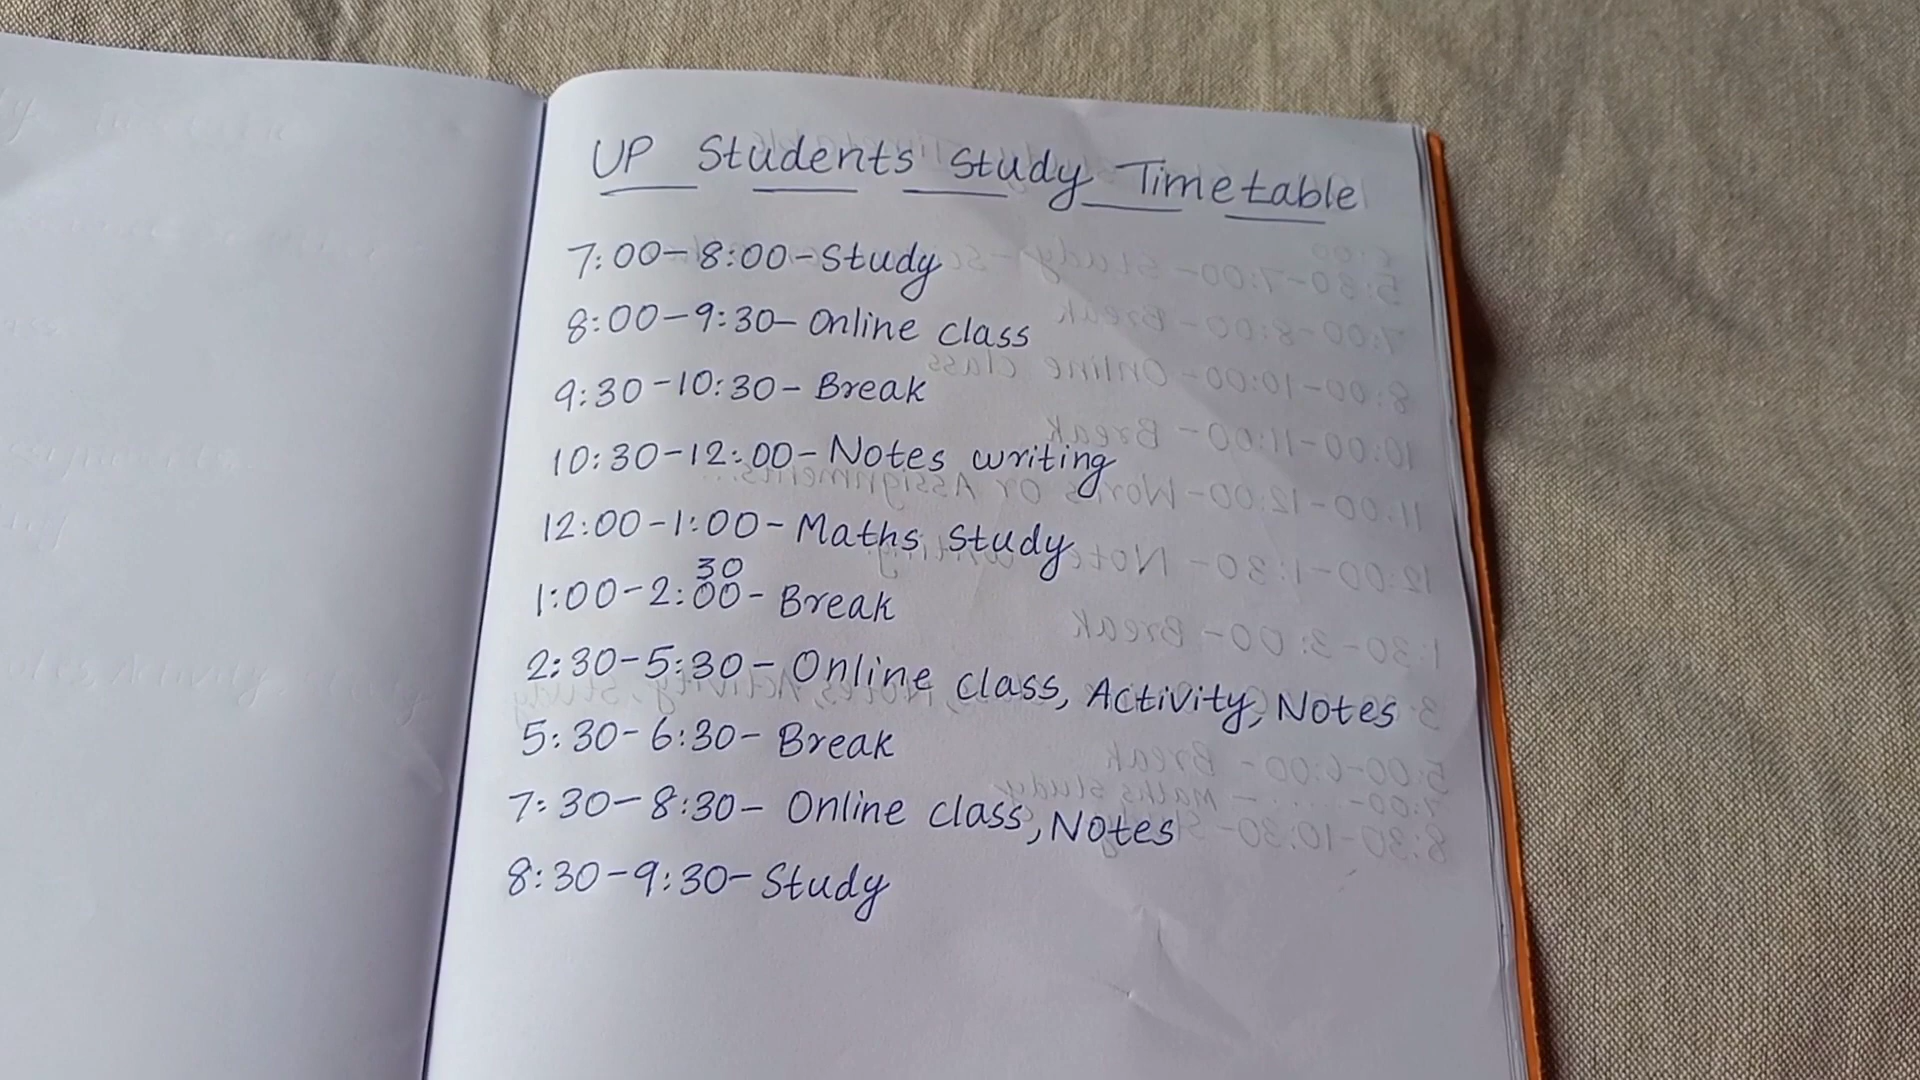 UP Students Study Timetable
7:00-8:00-Study
8:00-9:30-Online class
9:30-10:30-Break
10:30-12:00-Notes writing
12:00-1:00-Maths Study
30
1:00-2:00-Break
2:30-5:30-Online class, Activity, Notes
5:30-6:30-Break
7:30-8:30-Online class, Notes
8:30-9:30-Study